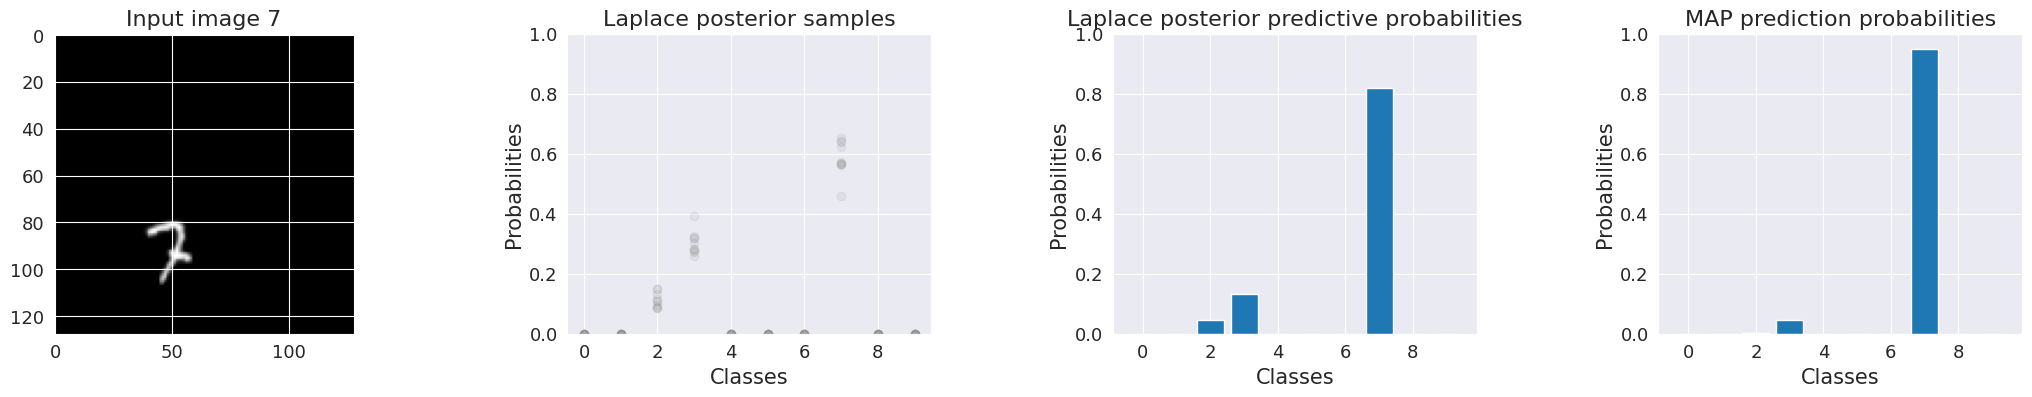 Input image 7
0
20
40
60
80
100
120
0 50 100
7
Laplace posterior samples
Probabilities
1.0
0.8
0.6
0.4
0.2
0.0
0 2 4 6 8
Classes
Laplace posterior predictive probabilities
Probabilities
1.0
0.8
0.6
0.4
0.2
0.0
0 2 4 6 8
Classes
MAP prediction probabilities
Probabilities
1.0
0.8
0.6
0.4
0.2
0.0
0 2 4 6 8
Classes